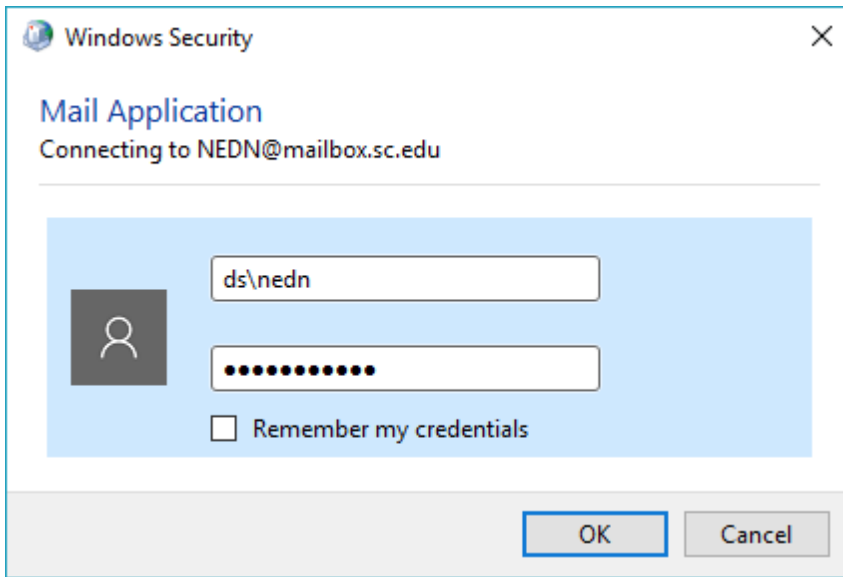 Windows Security
Mail Application
Connecting to NEDN@mailbox.sc.edu
ds\nedn
●●●●●●●●●●●
Remember my credentials
OK
Cancel